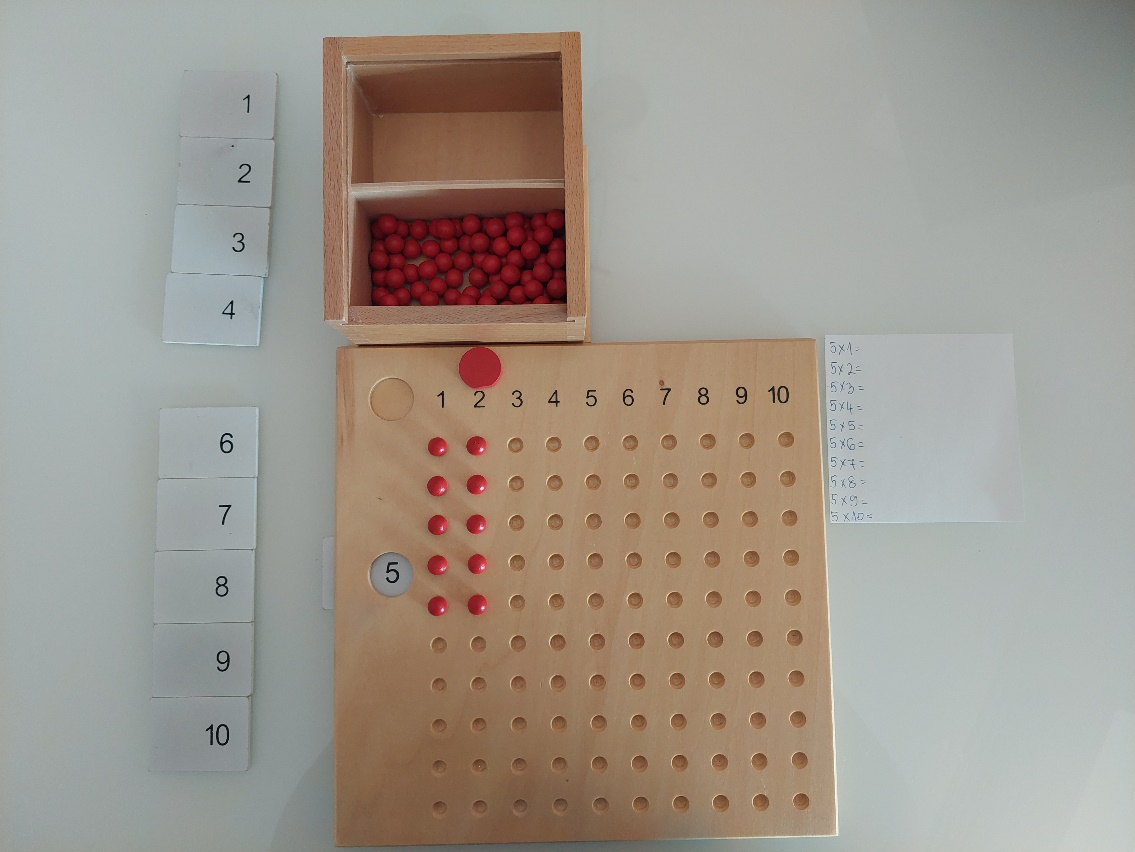 1
2
3
4
6
7
8
9
10
1 2 3 4 5 6 7 8 9 10
5
5x1=
5x2=
5x3=
5x4=
5x5=
5x6=
5x7=
5x8=
5x9=
5x10=